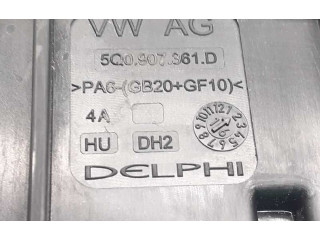 VW AG
5Q0.907.361.D
>PA6-(GB20+GF10)<
4A
HU DH2
DELPHI